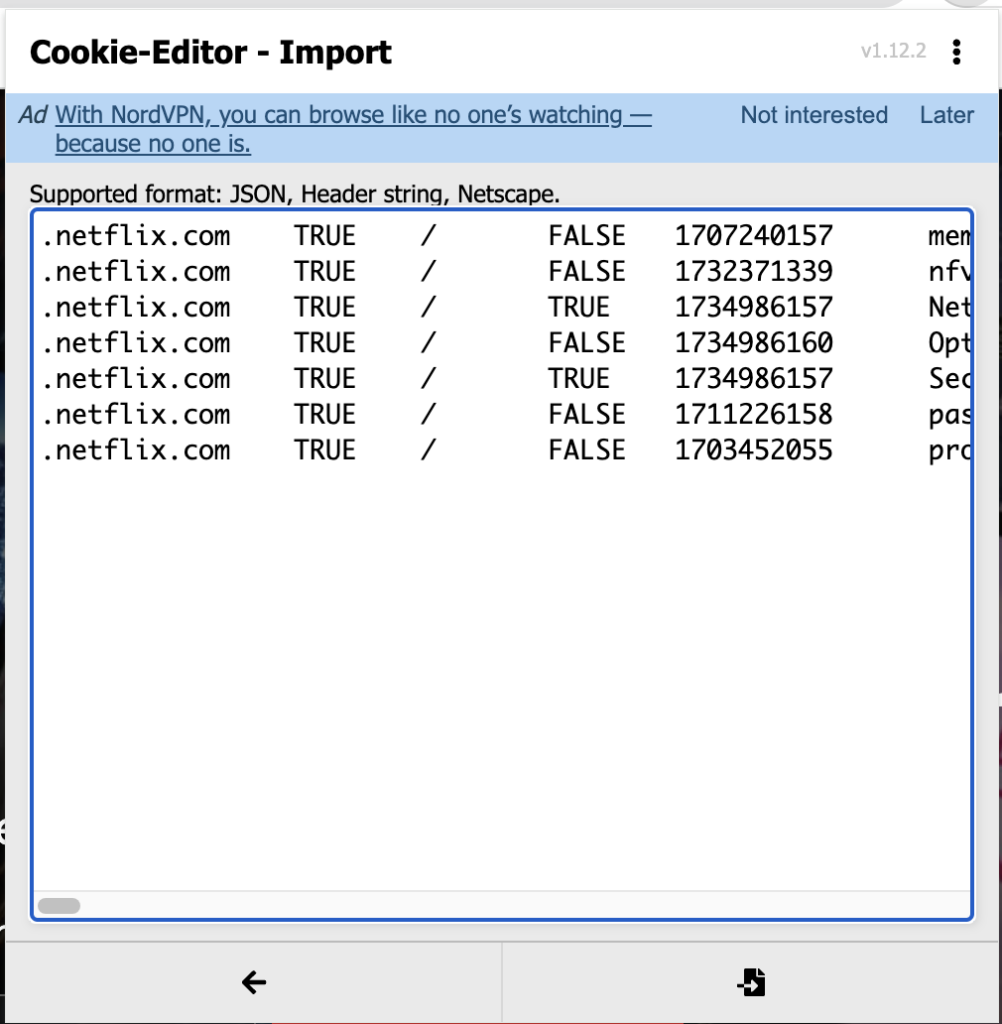 Cookie-Editor - Import
v1.12.2
Ad With NordVPN, you can browse like no one’s watching —
because no one is.
Not interested
Later
Supported format: JSON, Header string, Netscape.
.netflix.com TRUE / FALSE 1707240157
.netflix.com TRUE / FALSE 1732371339
.netflix.com TRUE / TRUE 1734986157 Net
.netflix.com TRUE / FALSE 1734986160 Opt
.netflix.com TRUE / TRUE 1734986157 Sec
.netflix.com TRUE / FALSE 1711226158 pas
.netflix.com TRUE / FALSE 1703452055